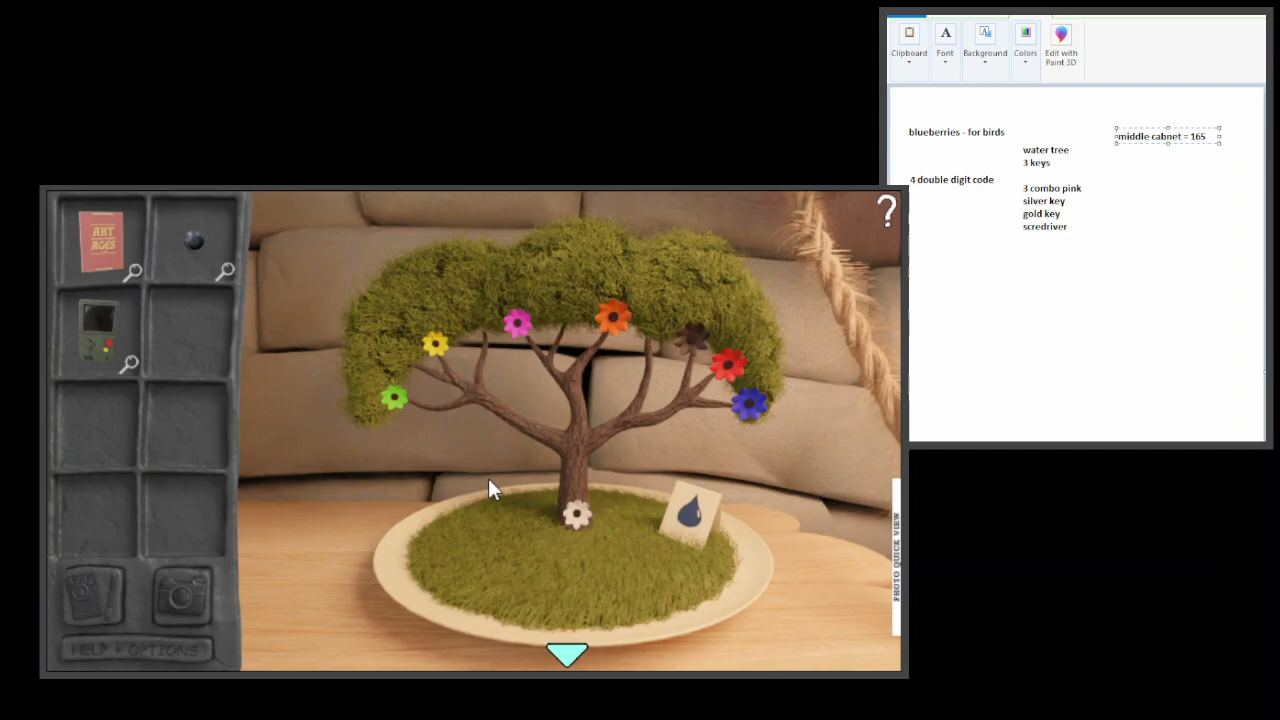 Clipboard
Font
Background
Colors
Edit with
Paint 3D
blueberries - for birds
middle cabnet = 165
water tree
3 keys
4 double digit code
3 combo pink
silver key
gold key
scredriver
ART
AGES
?
PHOTO QUICK VIEW
HELP + OPTIONS